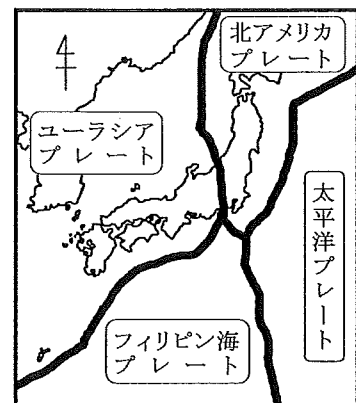 北アメリカ
プレート
ユーラシア
プレート
太平洋プレート
フィリピン海
プレート